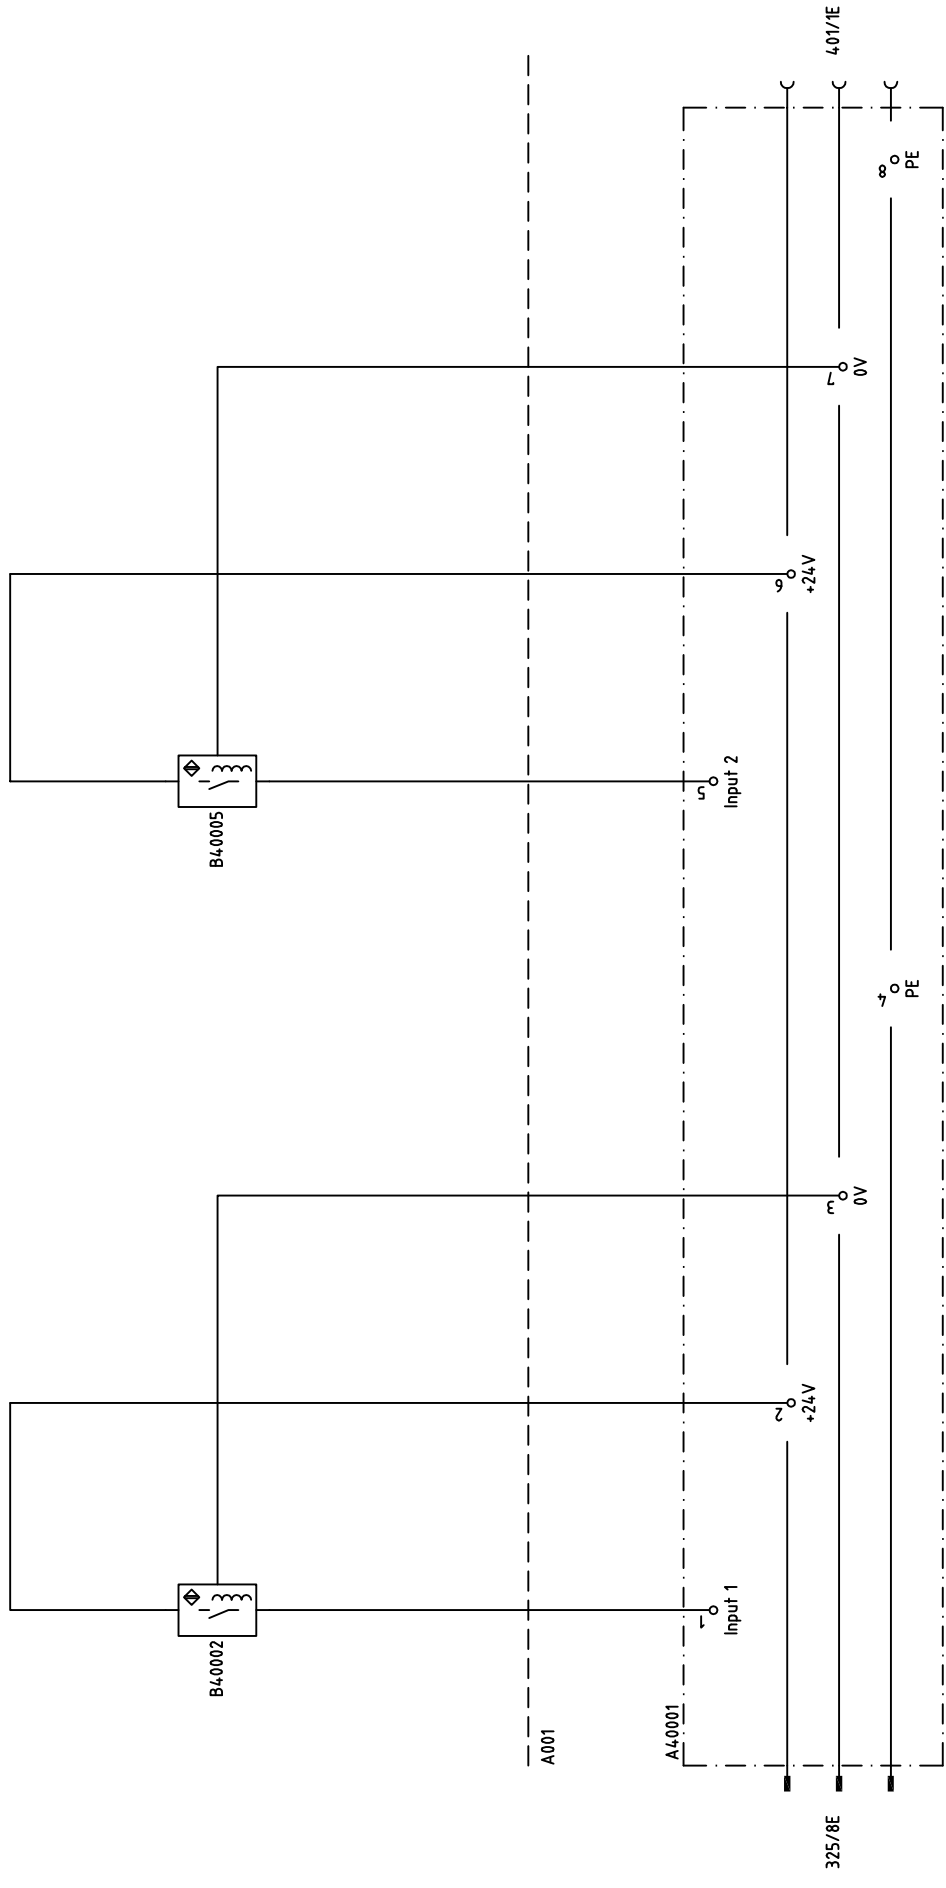 B40002
B40005
A001
A40001
1
Input 1
2
+24V
3
0V
4
PE
5
Input 2
6
+24V
7
0V
8
PE
325/8E
401/1E